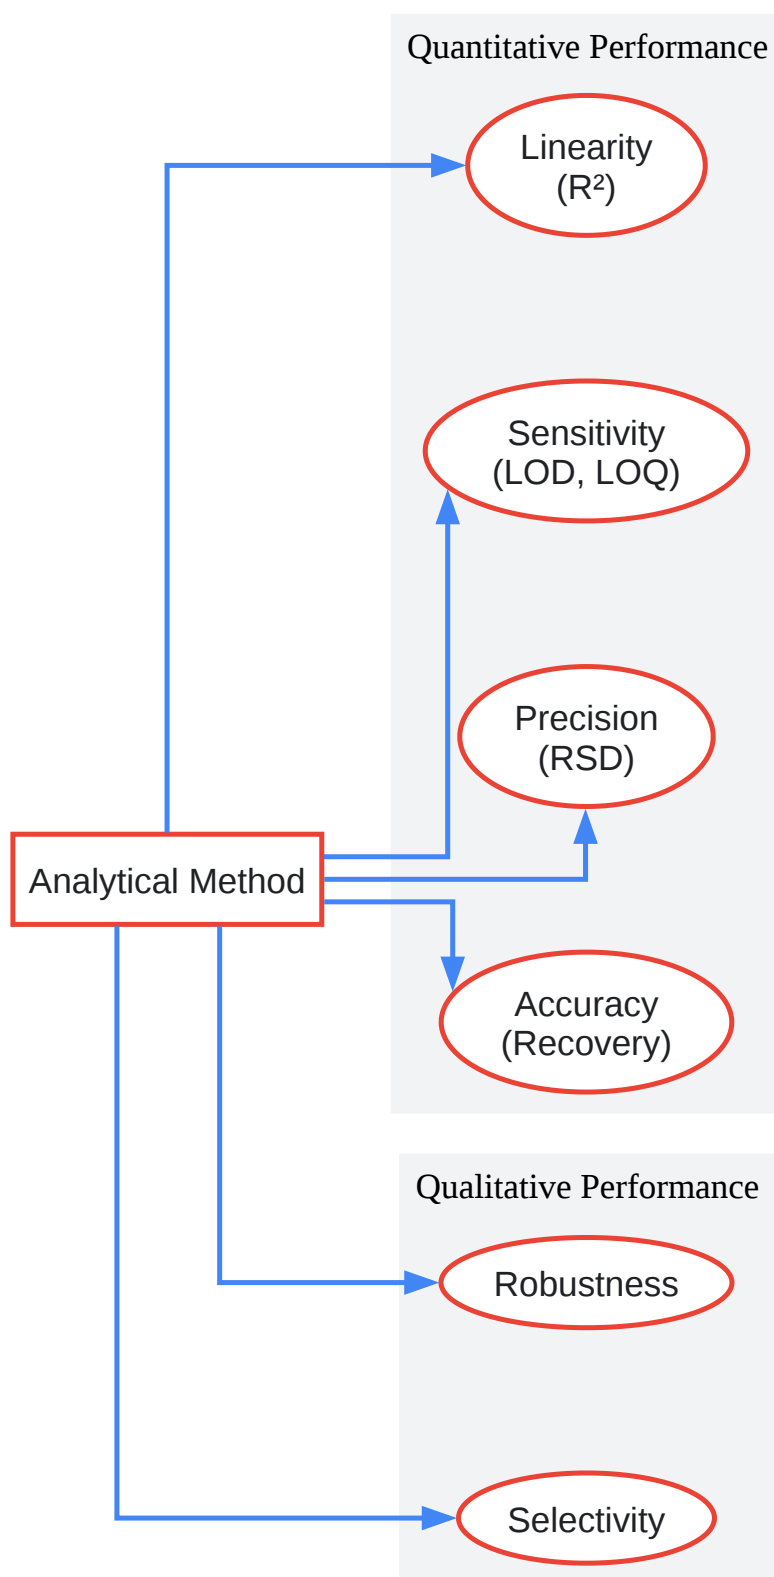 Quantitative Performance
Linearity
(R²)
Sensitivity
(LOD, LOQ)
Precision
(RSD)
Analytical Method
Accuracy
(Recovery)
Qualitative Performance
Robustness
Selectivity